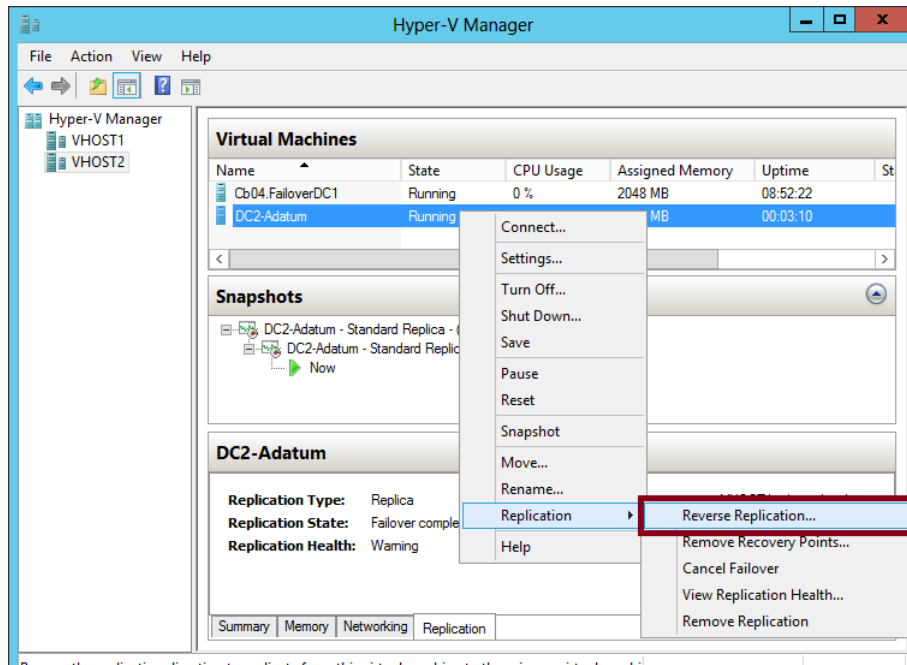 Hyper-V Manager
File Action View Help
Hyper-V Manager
VHOST1
VHOST2
Virtual Machines
Name State CPU Usage Assigned Memory Uptime St
Cb04.FailoverDC1 Running 0 % 2048 MB 08:52:22
DC2-Adatum Running MB 00:03:10
Snapshots
DC2-Adatum - Standard Replica - (
DC2-Adatum - Standard Replic
Now
DC2-Adatum
Replication Type: Replica
Replication State: Failover comple
Replication Health: Warning
Summary Memory Networking Replication
Connect...
Settings...
Turn Off...
Shut Down...
Save
Pause
Reset
Snapshot
Move...
Rename...
Replication
Help
Reverse Replication...
Remove Recovery Points...
Cancel Failover
View Replication Health...
Remove Replication